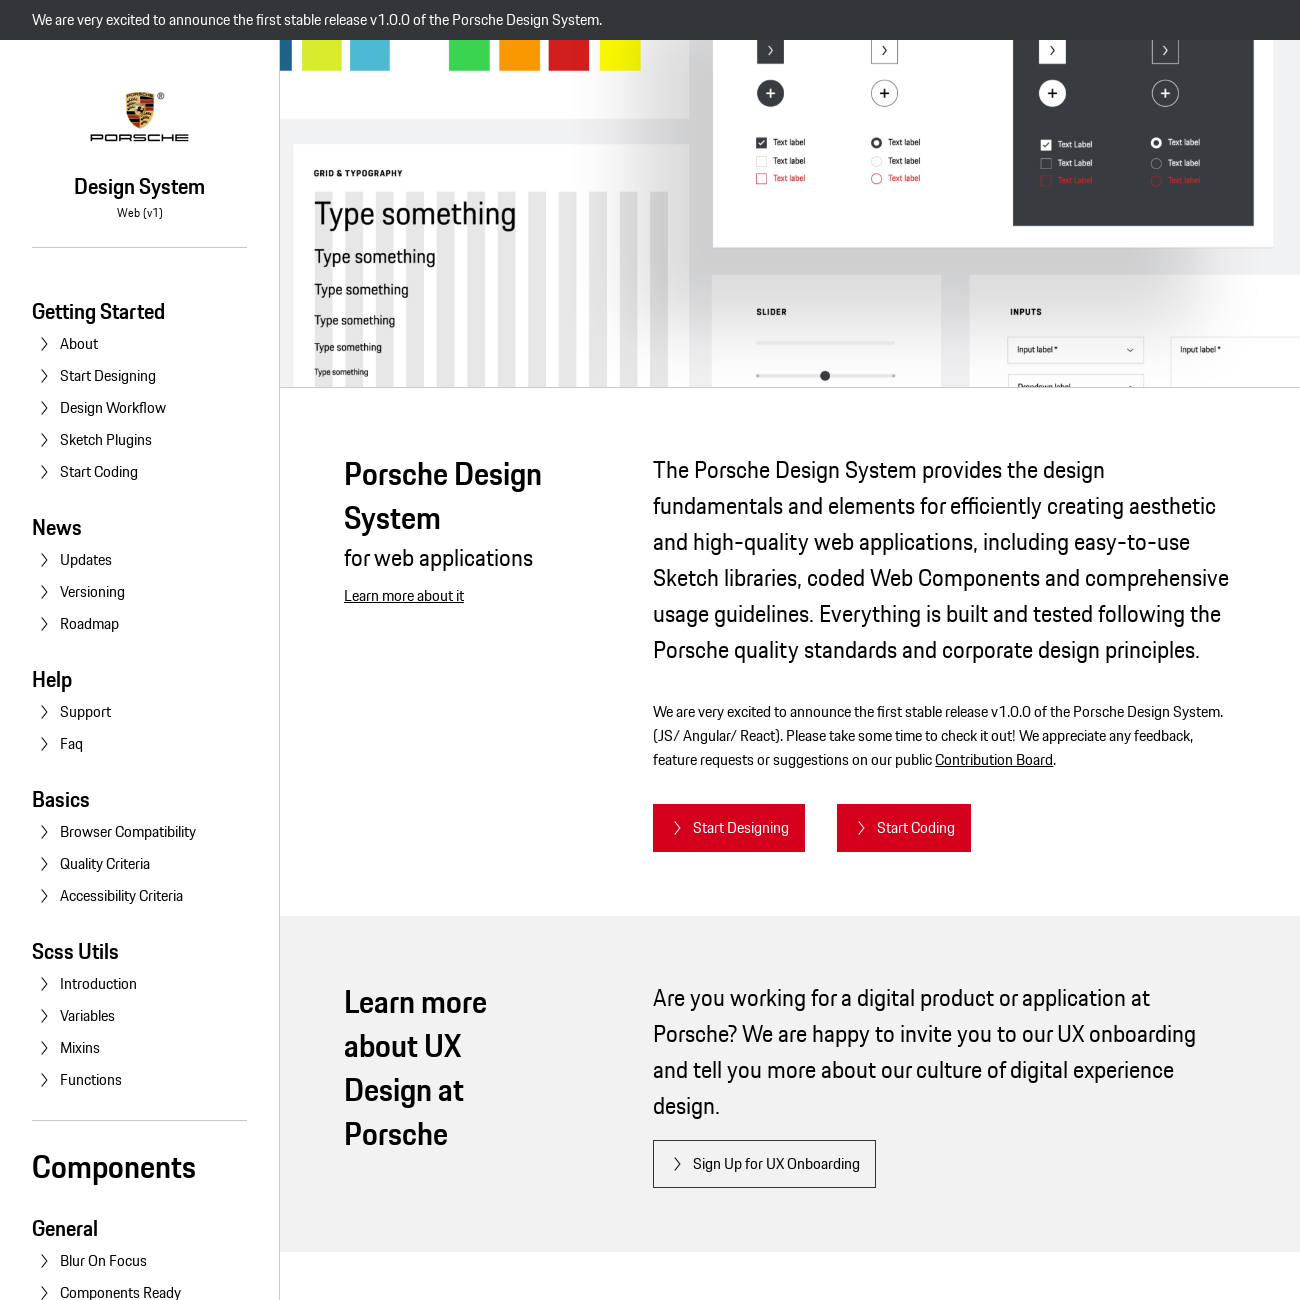 We are very excited to announce the first stable release v1.0.0 of the Porsche Design System.
PORSCHE
®
PORSCHE
Design System
Web (v1)
Getting Started
About
Start Designing
Design Workflow
Sketch Plugins
Start Coding
News
Updates
Versioning
Roadmap
Help
Support
Faq
Basics
Browser Compatibility
Quality Criteria
Accessibility Criteria
Scss Utils
Introduction
Variables
Mixins
Functions
Components
General
Blur On Focus
Components Ready
GRID & TYPOGRAPHY
Type something
Type something
Type something
Type something
Type something
Type something
Text label
Text label
Text label
Text label
Text label
Text label
Text Label
Text Label
Text Label
Text Label
Text Label
Text Label
SLIDER
INPUTS
Input label *
Input label *
Dropdown label
Porsche Design
System
for web applications
Learn more about it
The Porsche Design System provides the design
fundamentals and elements for efficiently creating aesthetic
and high-quality web applications, including easy-to-use
Sketch libraries, coded Web Components and comprehensive
usage guidelines. Everything is built and tested following the
Porsche quality standards and corporate design principles.
We are very excited to announce the first stable release v1.0.0 of the Porsche Design System.
(JS/ Angular/ React). Please take some time to check it out! We appreciate any feedback,
feature requests or suggestions on our public Contribution Board.
Start Designing
Start Coding
Learn more
about UX
Design at
Porsche
Are you working for a digital product or application at
Porsche? We are happy to invite you to our UX onboarding
and tell you more about our culture of digital experience
design.
Sign Up for UX Onboarding